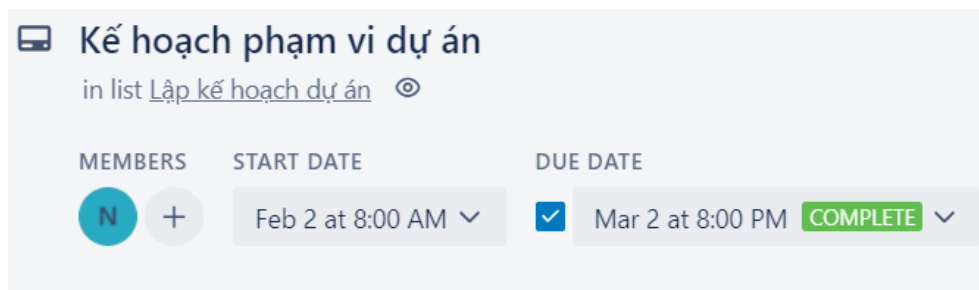 Kế hoạch phạm vi dự án
in list Lập kế hoạch dự án
MEMBERS START DATE DUE DATE
N + Feb 2 at 8:00 AM Mar 2 at 8:00 PM COMPLETE